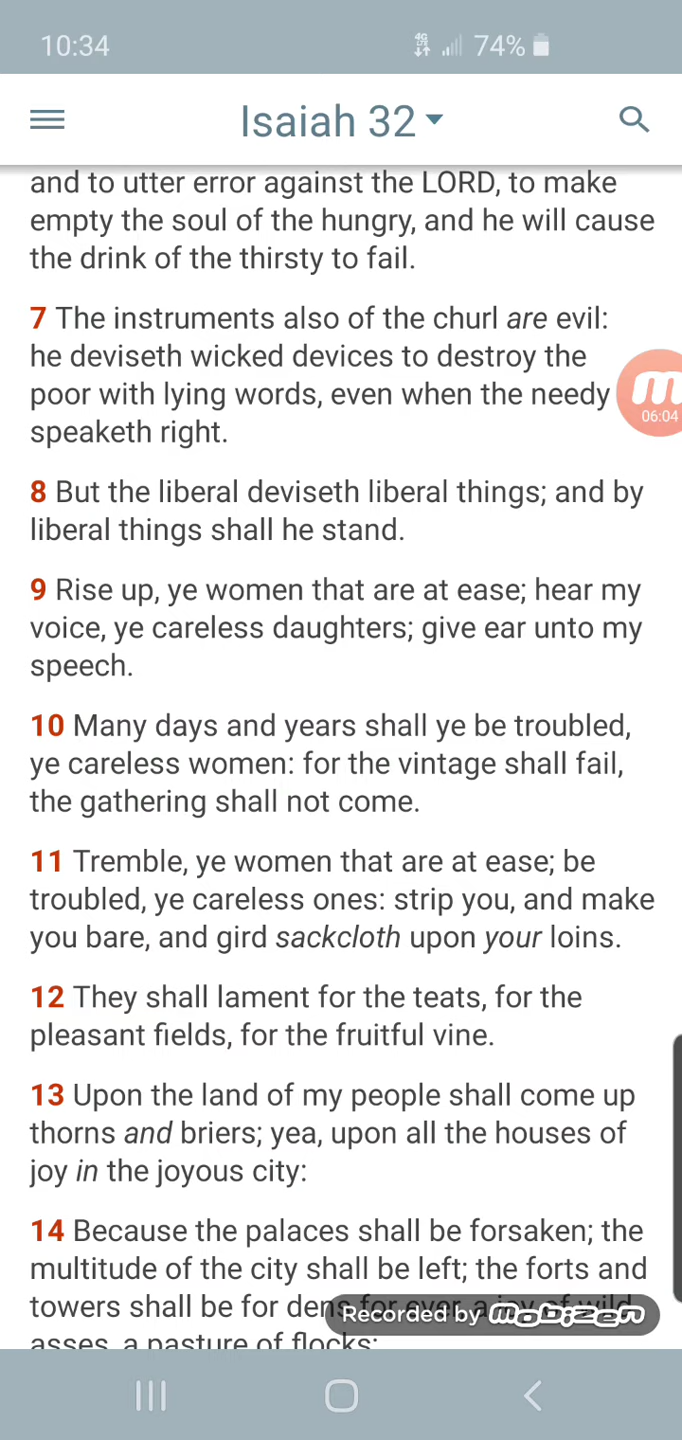 10:34
4G
74%
Isaiah 32
and to utter error against the LORD, to make
empty the soul of the hungry, and he will cause
the drink of the thirsty to fail.
7 The instruments also of the churl are evil:
he deviseth wicked devices to destroy the
poor with lying words, even when the needy
speaketh right.
m
06:04
8 But the liberal deviseth liberal things; and by
liberal things shall he stand.
9 Rise up, ye women that are at ease; hear my
voice, ye careless daughters; give ear unto my
speech.
10 Many days and years shall ye be troubled,
ye careless women: for the vintage shall fail,
the gathering shall not come.
11 Tremble, ye women that are at ease; be
troubled, ye careless ones: strip you, and make
you bare, and gird sackcloth upon your loins.
12 They shall lament for the teats, for the
pleasant fields, for the fruitful vine.
13 Upon the land of my people shall come up
thorns and briers; yea, upon all the houses of
joy in the joyous city:
14 Because the palaces shall be forsaken; the
multitude of the city shall be left; the forts and
towers shall be for dens for ever, a joy of wild
Recorded by MOBIZEN
asses, a pasture of flocks;